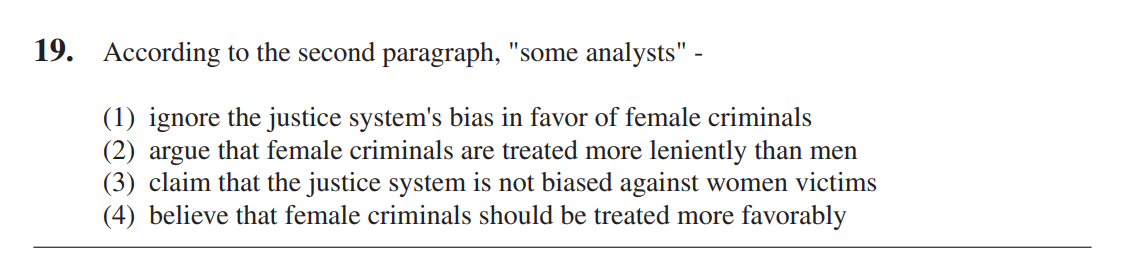 19. According to the second paragraph, "some analysts" -
(1) ignore the justice system's bias in favor of female criminals
(2) argue that female criminals are treated more leniently than men
(3) claim that the justice system is not biased against women victims
(4) believe that female criminals should be treated more favorably